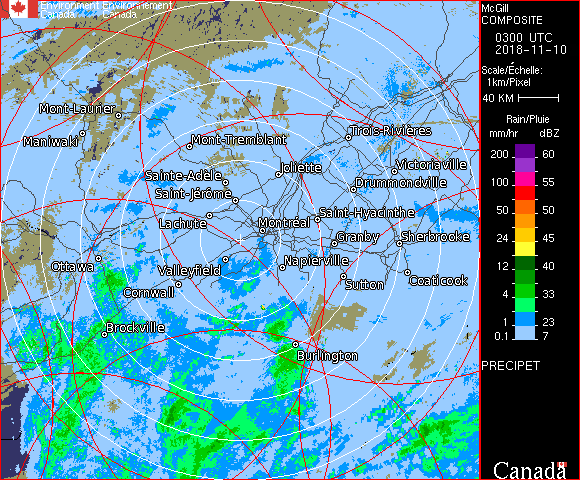 Environment Environnement
Canada Canada
McGill
COMPOSITE
0300 UTC
2018-11-10
Scale/Échelle:
1km/Pixel
40 KM
Rain/Pluie
mm/hr dBZ
200 60
100 55
50 50
24 45
12 40
4 33
1 23
0.1 7
PRECIPET
Canada
Mont-Laurier
Maniwaki
Mont-Tremblant
Trois-Rivières
Joliette
Victoriaville
Sainte-Adèle
Drummondville
Saint-Jérôme
Lachute
Saint-Hyacinthe
Montréal
Granby
Sherbrooke
Ottawa
Valleyfield
Napierville
Cornwall
Sutton
Coaticook
Brockville
Burlington